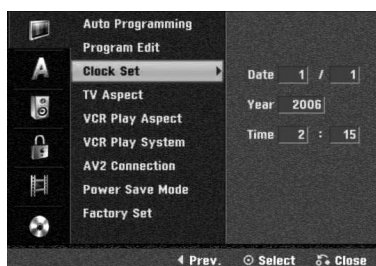 Auto Programming
Program Edit
Clock Set
TV Aspect
VCR Play Aspect
VCR Play System
AV2 Connection
Power Save Mode
Factory Set
Date 1 / 1
Year 2006
Time 2 : 15
A
Prev. Select Close